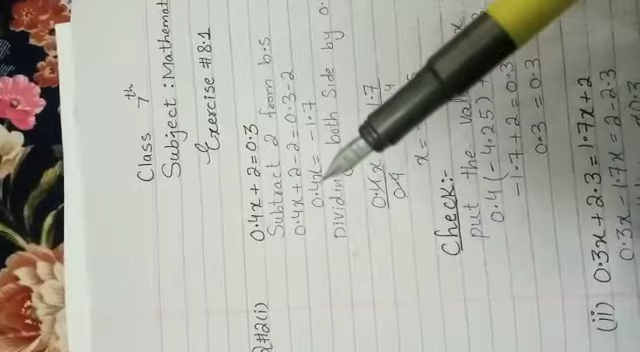 Class 7th
Subject : Mathemat
Exercise #8.1
Q#2(i) 0.4x + 2 = 0.3
Subtract 2 from b.s
0.4x + 2 - 2 = 0.3 - 2
0.4x = -1.7
Dividing both Side by 0.
0.4x 1.7
0.4
x =
Check:-
put the val
0.4(-4.25)
-1.7 + 2 = 0.3
0.3 = 0.3
(ii) 0.3x + 2.3 = 1.7x + 2
0.3x - 1.7x = 2 - 2.3